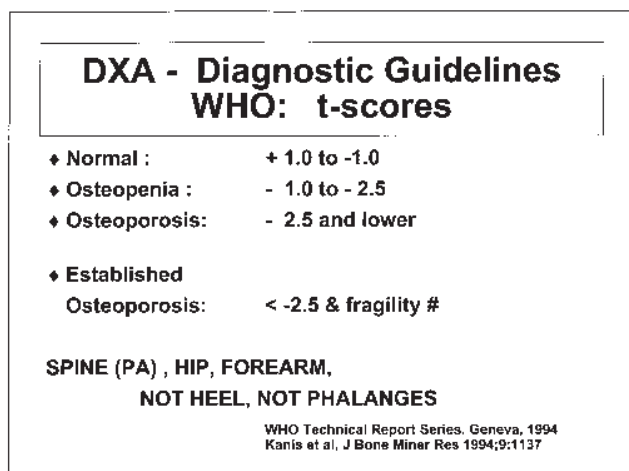 DXA - Diagnostic Guidelines
WHO: t-scores
♦ Normal : + 1.0 to -1.0
♦ Osteopenia : - 1.0 to - 2.5
♦ Osteoporosis: - 2.5 and lower
♦ Established
Osteoporosis: < -2.5 & fragility #
SPINE (PA) , HIP, FOREARM,
NOT HEEL, NOT PHALANGES
WHO Technical Report Series. Geneva, 1994
Kanis et al, J Bone Miner Res 1994;9:1137